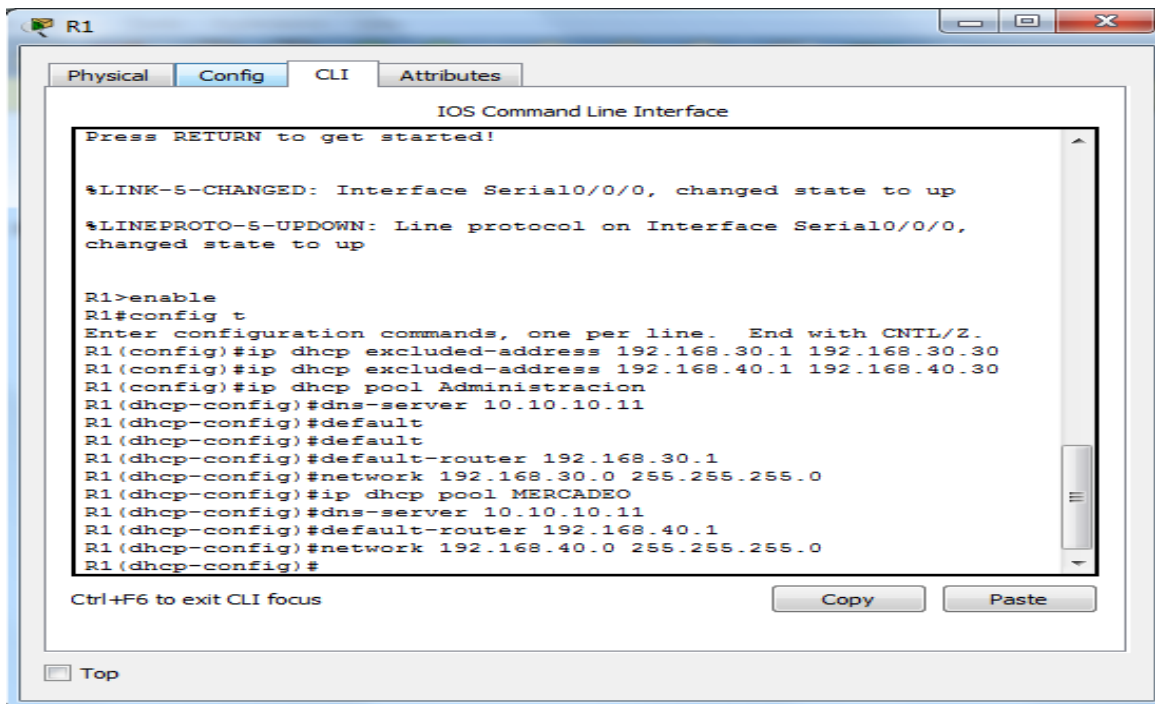 R1
Physical Config CLI Attributes
IOS Command Line Interface
Press RETURN to get started!
%LINK-5-CHANGED: Interface Serial0/0/0, changed state to up
%LINEPROTO-5-UPDOWN: Line protocol on Interface Serial0/0/0,
changed state to up
R1>enable
R1#config t
Enter configuration commands, one per line.  End with CNTL/Z.
R1(config)#ip dhcp excluded-address 192.168.30.1 192.168.30.30
R1(config)#ip dhcp excluded-address 192.168.40.1 192.168.40.30
R1(config)#ip dhcp pool Administracion
R1(dhcp-config)#dns-server 10.10.10.11
R1(dhcp-config)#default
R1(dhcp-config)#default
R1(dhcp-config)#default-router 192.168.30.1
R1(dhcp-config)#network 192.168.30.0 255.255.255.0
R1(dhcp-config)#ip dhcp pool MERCADEO
R1(dhcp-config)#dns-server 10.10.10.11
R1(dhcp-config)#default-router 192.168.40.1
R1(dhcp-config)#network 192.168.40.0 255.255.255.0
R1(dhcp-config)#
Ctrl+F6 to exit CLI focus Copy Paste
Top